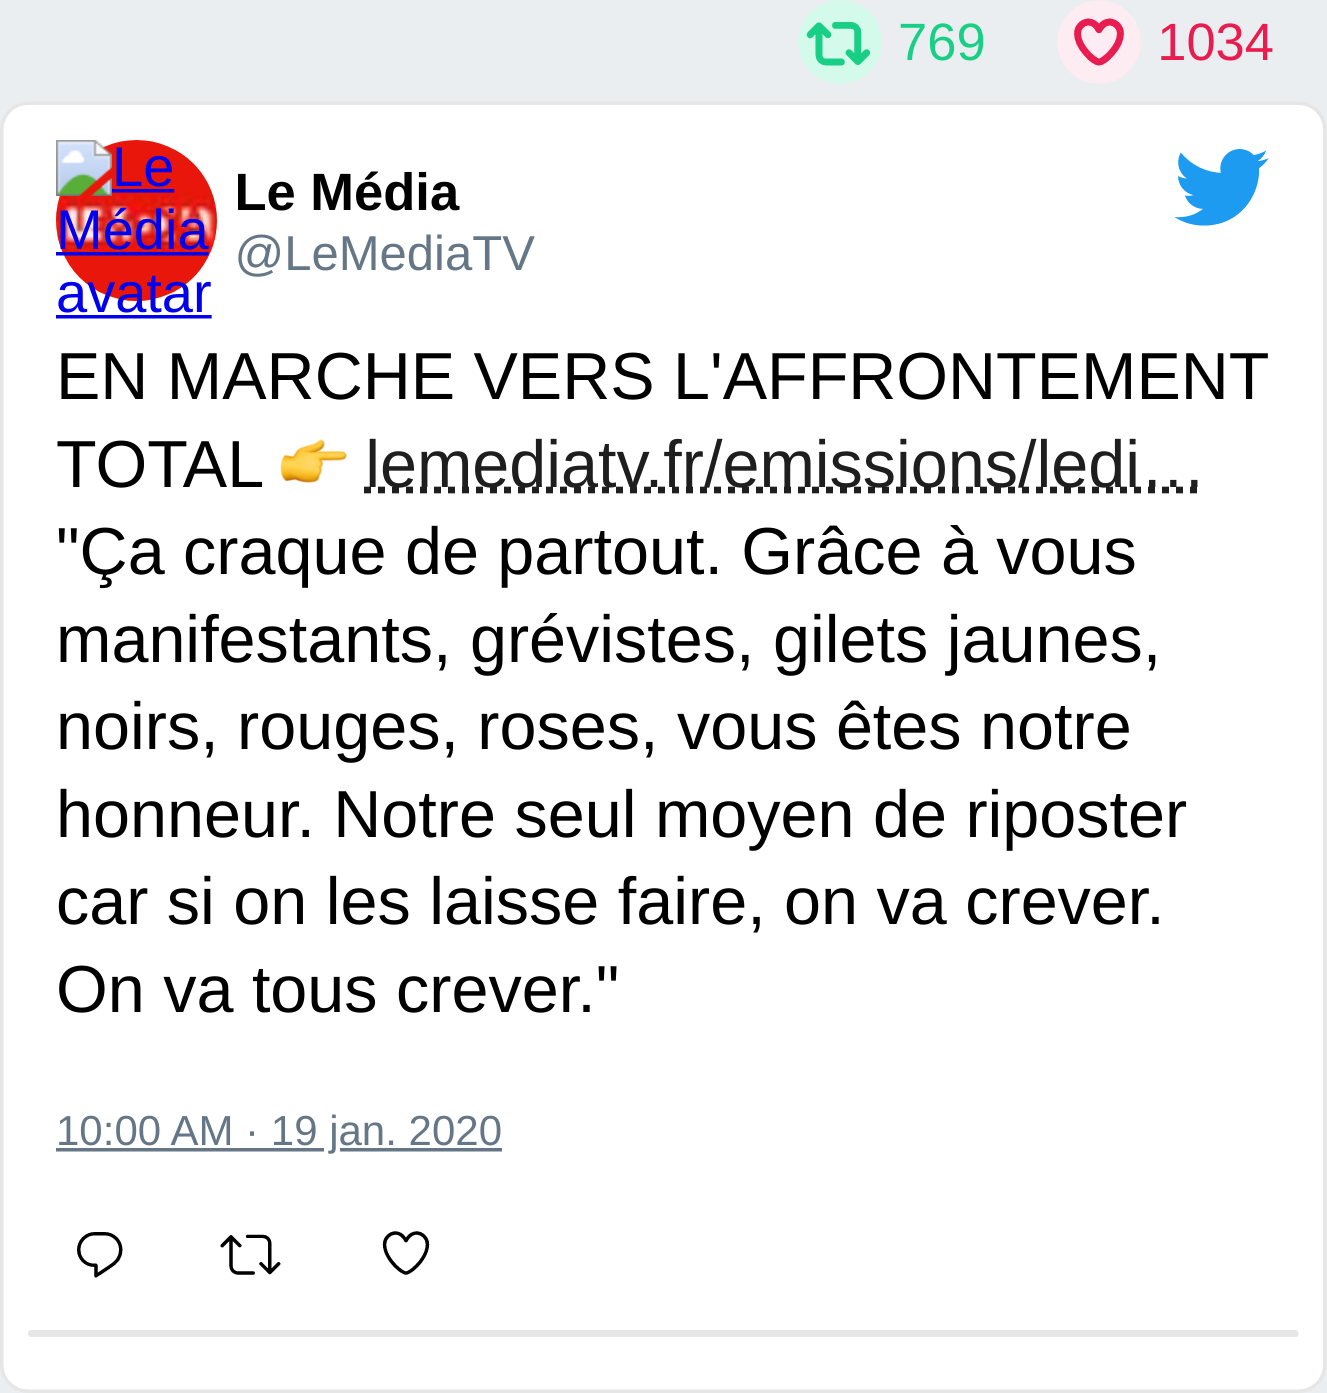 769 1034
Le
Média
avatar
Le Média
@LeMediaTV
EN MARCHE VERS L'AFFRONTEMENT
TOTAL 👉 lemediatv.fr/emissions/ledi…
"Ça craque de partout. Grâce à vous
manifestants, grévistes, gilets jaunes,
noirs, rouges, roses, vous êtes notre
honneur. Notre seul moyen de riposter
car si on les laisse faire, on va crever.
On va tous crever."
10:00 AM · 19 jan. 2020